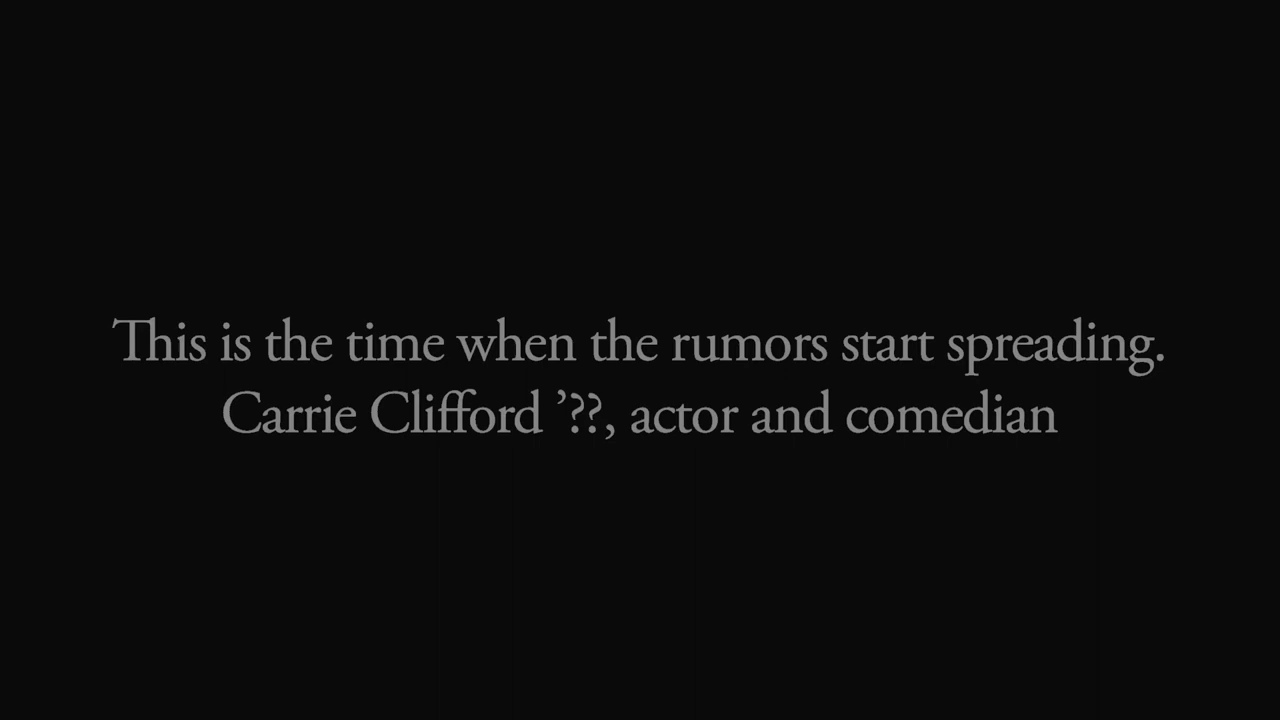 This is the time when the rumors start spreading.
Carrie Clifford ’??, actor and comedian